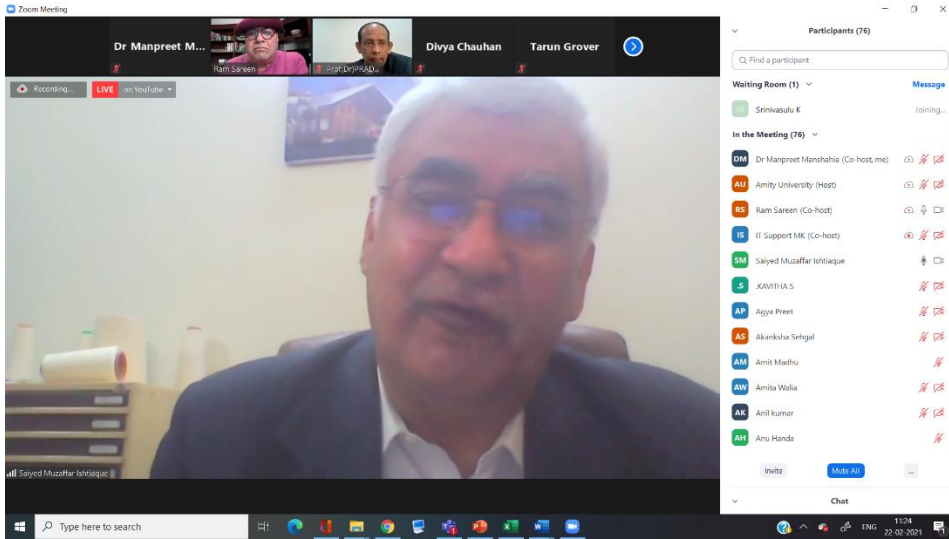 Zoom Meeting
Dr Manpreet M...
Ram Sareen
Prof(Dr)PRAD...
Divya Chauhan
Tarun Grover
Recording...
LIVE on YouTube
Saiyed Muzaffar Ishtiaque
Participants (76)
Find a participant
Waiting Room (1)
Message
Srinivasulu K
Joining...
In the Meeting (76)
DM Dr Manpreet Manshahia (Co-host, me)
AU Amity University (Host)
RS Ram Sareen (Co-host)
IS IT Support MK (Co-host)
SM Saiyed Muzaffar Ishtiaque
.S .KAVITHA S
AP Agya Preet
AS Akanksha Sehgal
AM Amit Madhu
AW Amita Walia
AK Anil kumar
AH Anu Handa
Invite
Mute All
...
Chat
Type here to search
ENG
11:24
22-02-2021